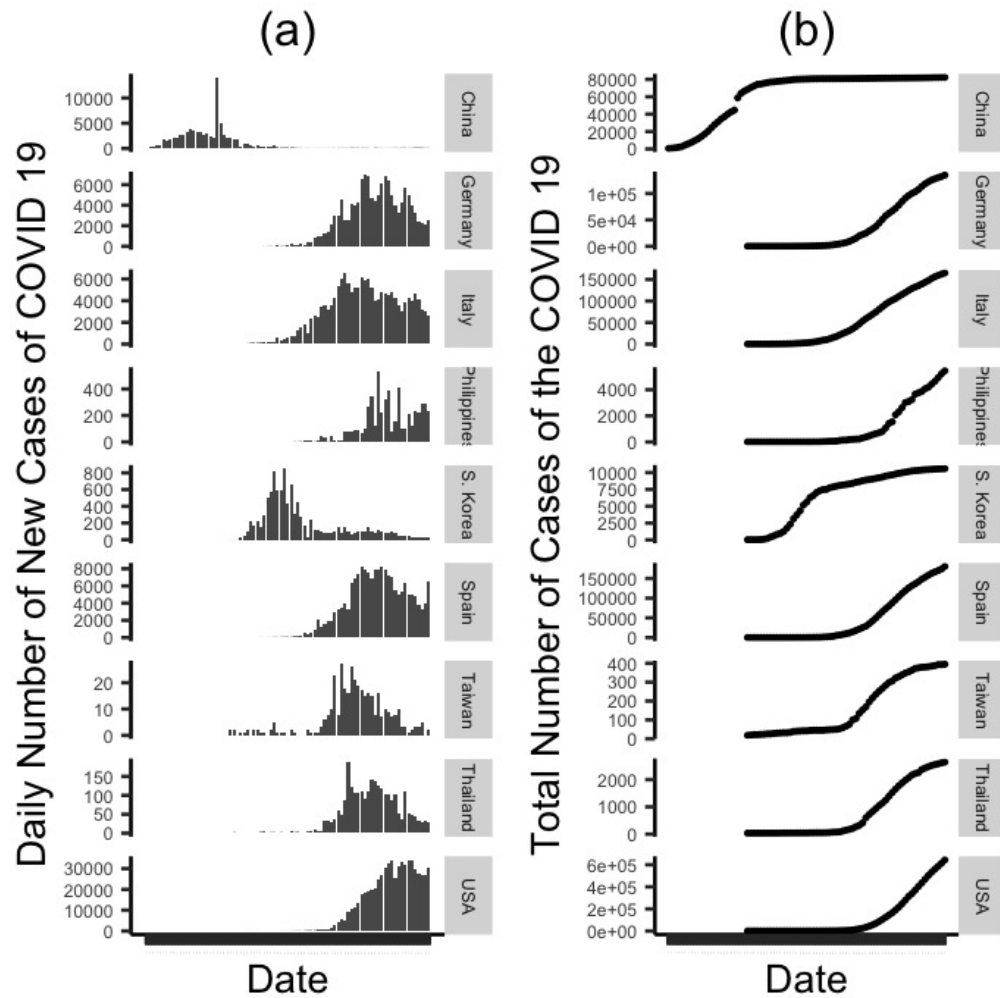 (a)
Daily Number of New Cases of COVID 19
10000
5000
0
China
6000
4000
2000
0
Germany
6000
4000
2000
0
Italy
400
200
0
Philippines
800
600
400
200
0
S. Korea
8000
6000
4000
2000
0
Spain
20
10
0
Taiwan
150
100
50
0
Thailand
30000
20000
10000
0
USA
Date
(b)
Total Number of Cases of the COVID 19
80000
60000
40000
20000
0
China
1e+05
5e+04
0e+00
Germany
150000
100000
50000
0
Italy
4000
2000
0
Philippines
10000
7500
5000
2500
0
S. Korea
150000
100000
50000
0
Spain
400
300
200
100
0
Taiwan
2000
1000
0
Thailand
6e+05
4e+05
2e+05
0e+00
USA
Date